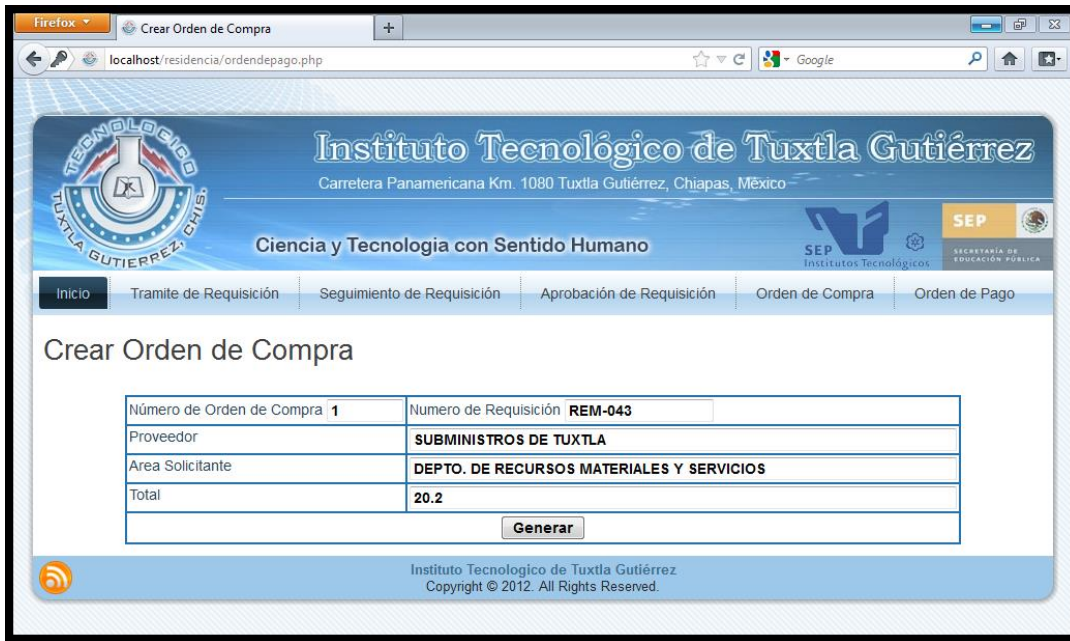 Firefox
Crear Orden de Compra
localhost/residencia/ordendepago.php
Google
TECNOLOGICO
TUXTLA GUTIERREZ, CHIS.
Instituto Tecnológico de Tuxtla Gutiérrez
Carretera Panamericana Km. 1080 Tuxtla Gutiérrez, Chiapas, México
Ciencia y Tecnologia con Sentido Humano
SEP
Institutos Tecnológicos
SEP
SECRETARÍA DE
EDUCACIÓN PÚBLICA
Inicio Tramite de Requisición Seguimiento de Requisición Aprobación de Requisición Orden de Compra Orden de Pago
Crear Orden de Compra
Número de Orden de Compra 1 Numero de Requisición REM-043
Proveedor SUBMINISTROS DE TUXTLA
Area Solicitante DEPTO. DE RECURSOS MATERIALES Y SERVICIOS
Total 20.2
Generar
Instituto Tecnologico de Tuxtla Gutiérrez
Copyright © 2012. All Rights Reserved.